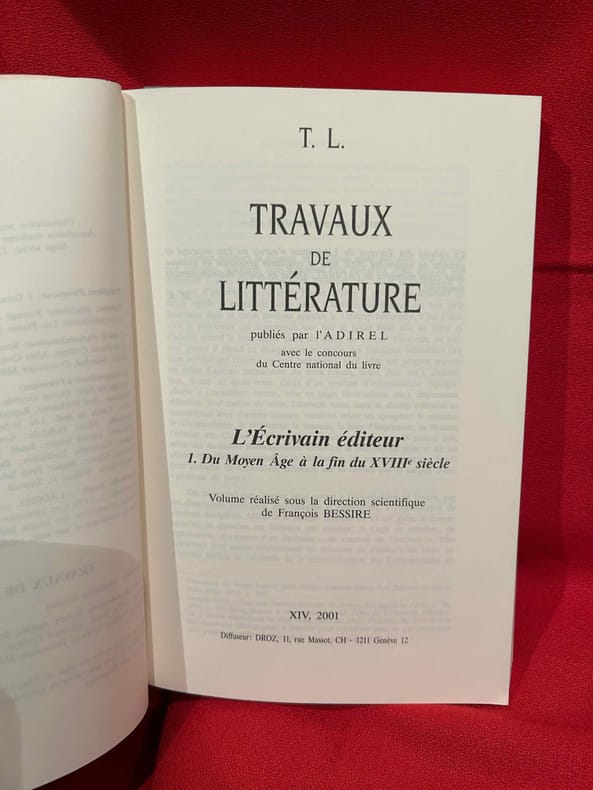 T. L.
TRAVAUX
DE
LITTÉRATURE
publiés par l'ADIREL
avec le concours
du Centre national du livre
L'Écrivain éditeur
1. Du Moyen Âge à la fin du XVIIIe siècle
Volume réalisé sous la direction scientifique
de François BESSIRE
XIV, 2001
Diffuseur: DROZ, 11, rue Massot, CH - 1211 Genève 12